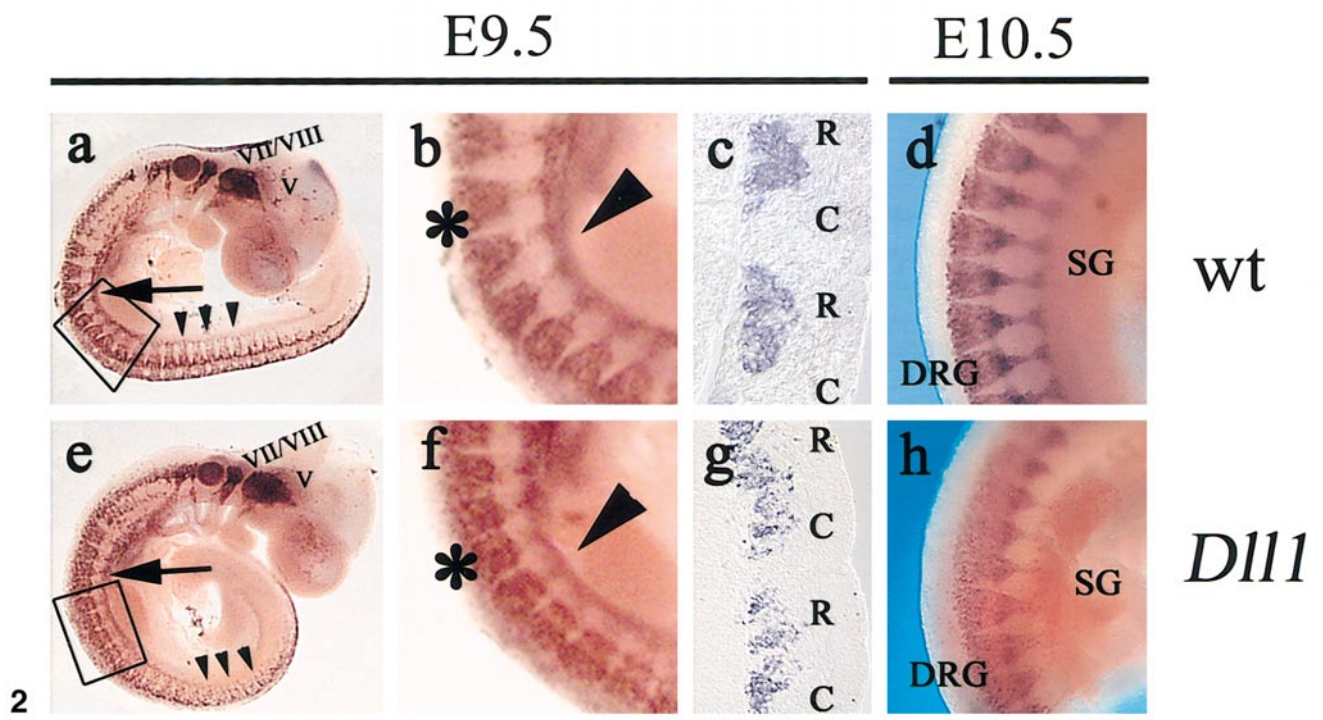 E9.5 E10.5
a VII/VIII V
b *
c R C R C
d SG DRG
wt
e VII/VIII V
f *
g R C R C
h SG DRG
Dll1
2